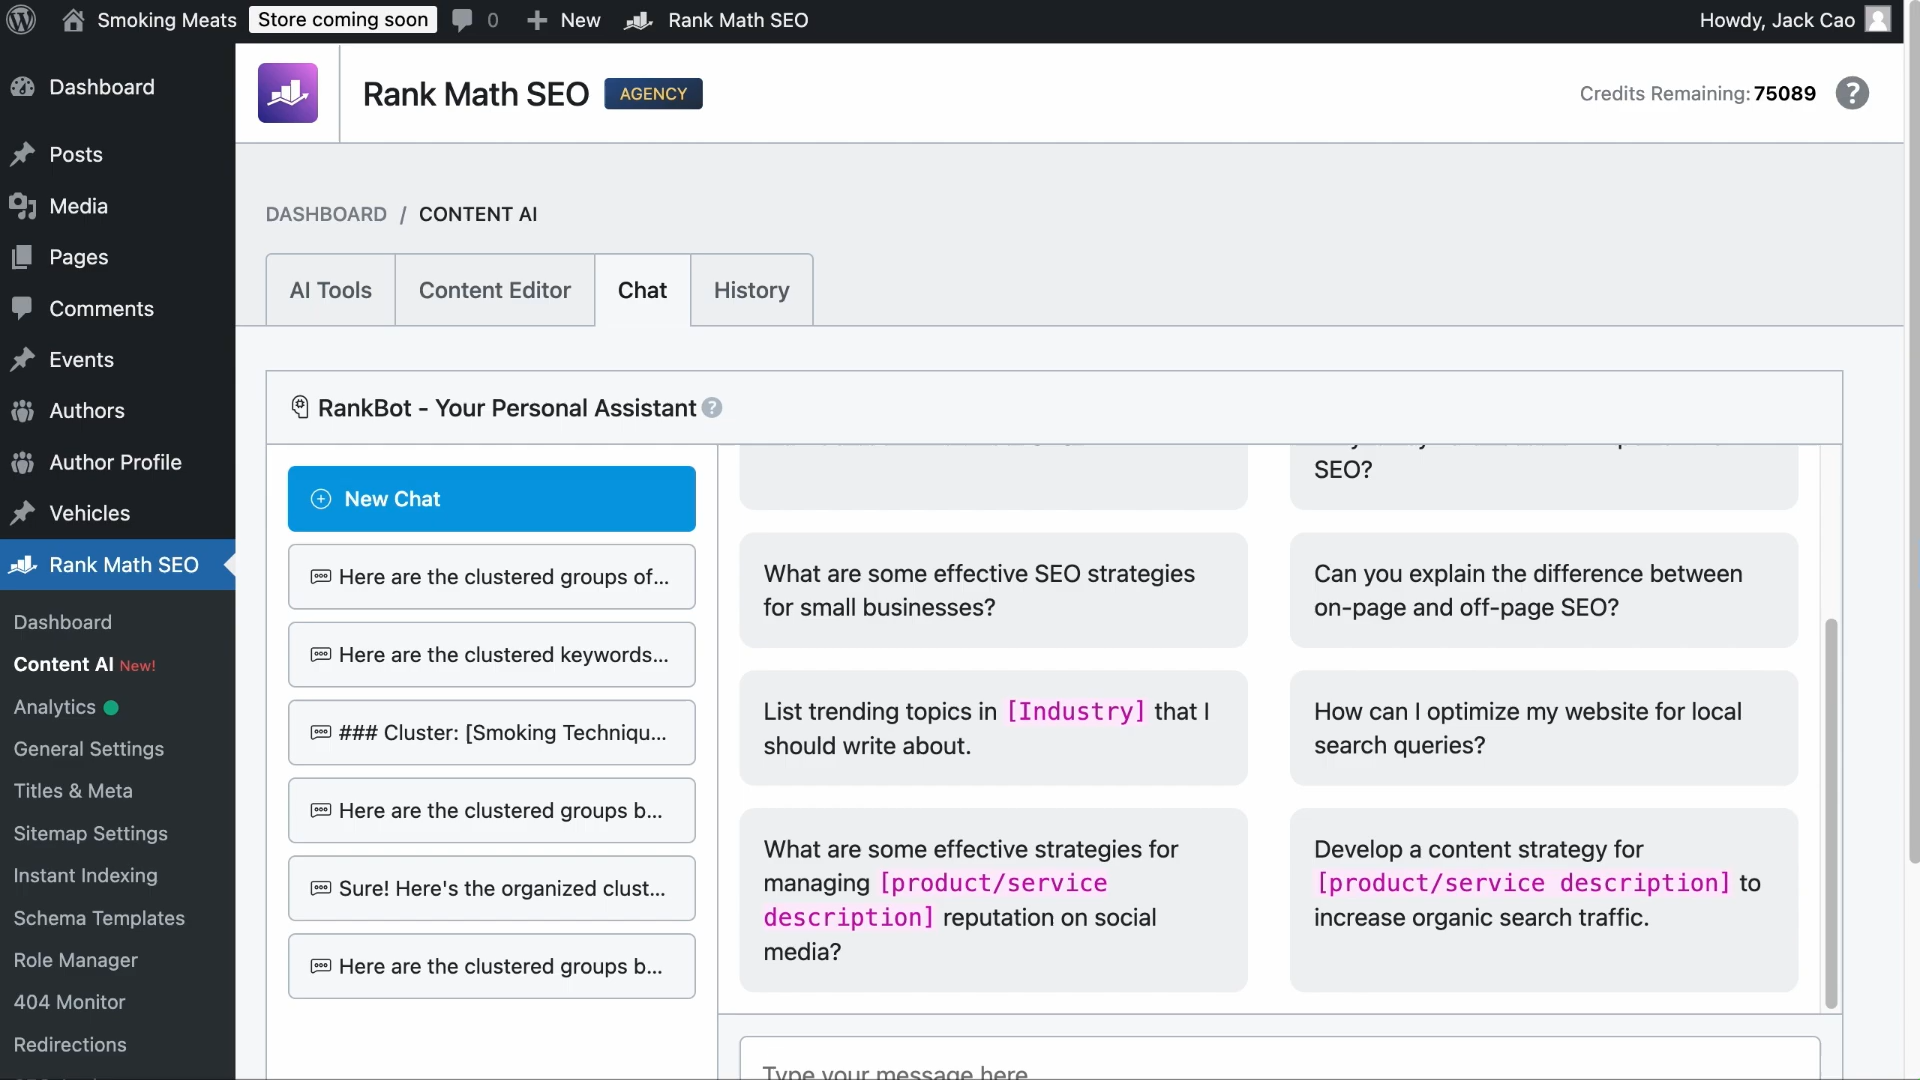 Smoking Meats Store coming soon 0 New Rank Math SEO Howdy, Jack Cao
Dashboard
Posts
Media
Pages
Comments
Events
Authors
Author Profile
Vehicles
Rank Math SEO
Dashboard
Content AI New!
Analytics
General Settings
Titles & Meta
Sitemap Settings
Instant Indexing
Schema Templates
Role Manager
404 Monitor
Redirections
Rank Math SEO AGENCY
Credits Remaining: 75089 ?
DASHBOARD / CONTENT AI
AI Tools Content Editor Chat History
RankBot - Your Personal Assistant ?
New Chat
Here are the clustered groups of...
Here are the clustered keywords...
### Cluster: [Smoking Techniqu...
Here are the clustered groups b...
Sure! Here's the organized clust...
Here are the clustered groups b...
SEO?
What are some effective SEO strategies
for small businesses?
Can you explain the difference between
on-page and off-page SEO?
List trending topics in [Industry] that I
should write about.
How can I optimize my website for local
search queries?
What are some effective strategies for
managing [product/service
description] reputation on social
media?
Develop a content strategy for
[product/service description] to
increase organic search traffic.
Type your message here